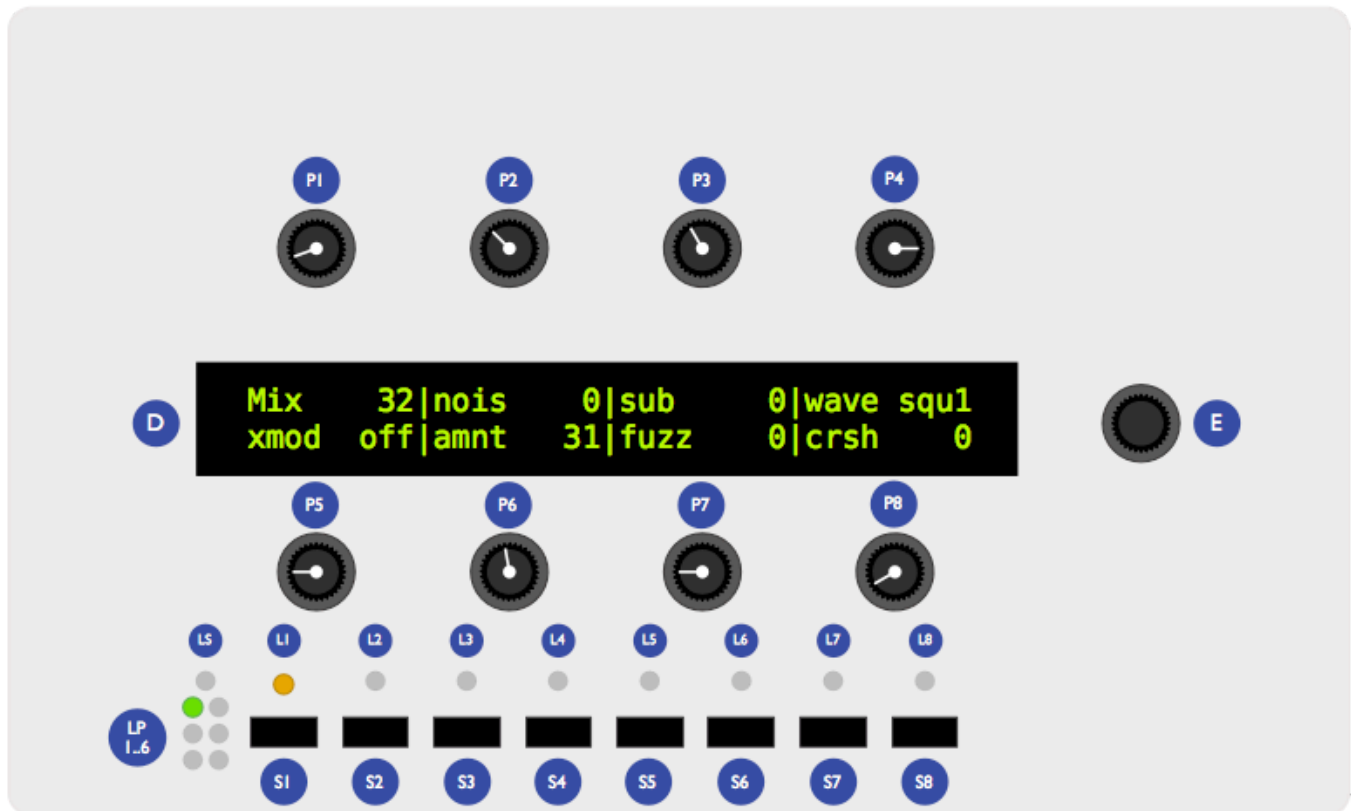 P1 P2 P3 P4
D
Mix 32|nois 0|sub 0|wave squ1
xmod off|amnt 31|fuzz 0|crsh 0
E
P5 P6 P7 P8
LS L1 L2 L3 L4 L5 L6 L7 L8
LP
1..6
S1 S2 S3 S4 S5 S6 S7 S8